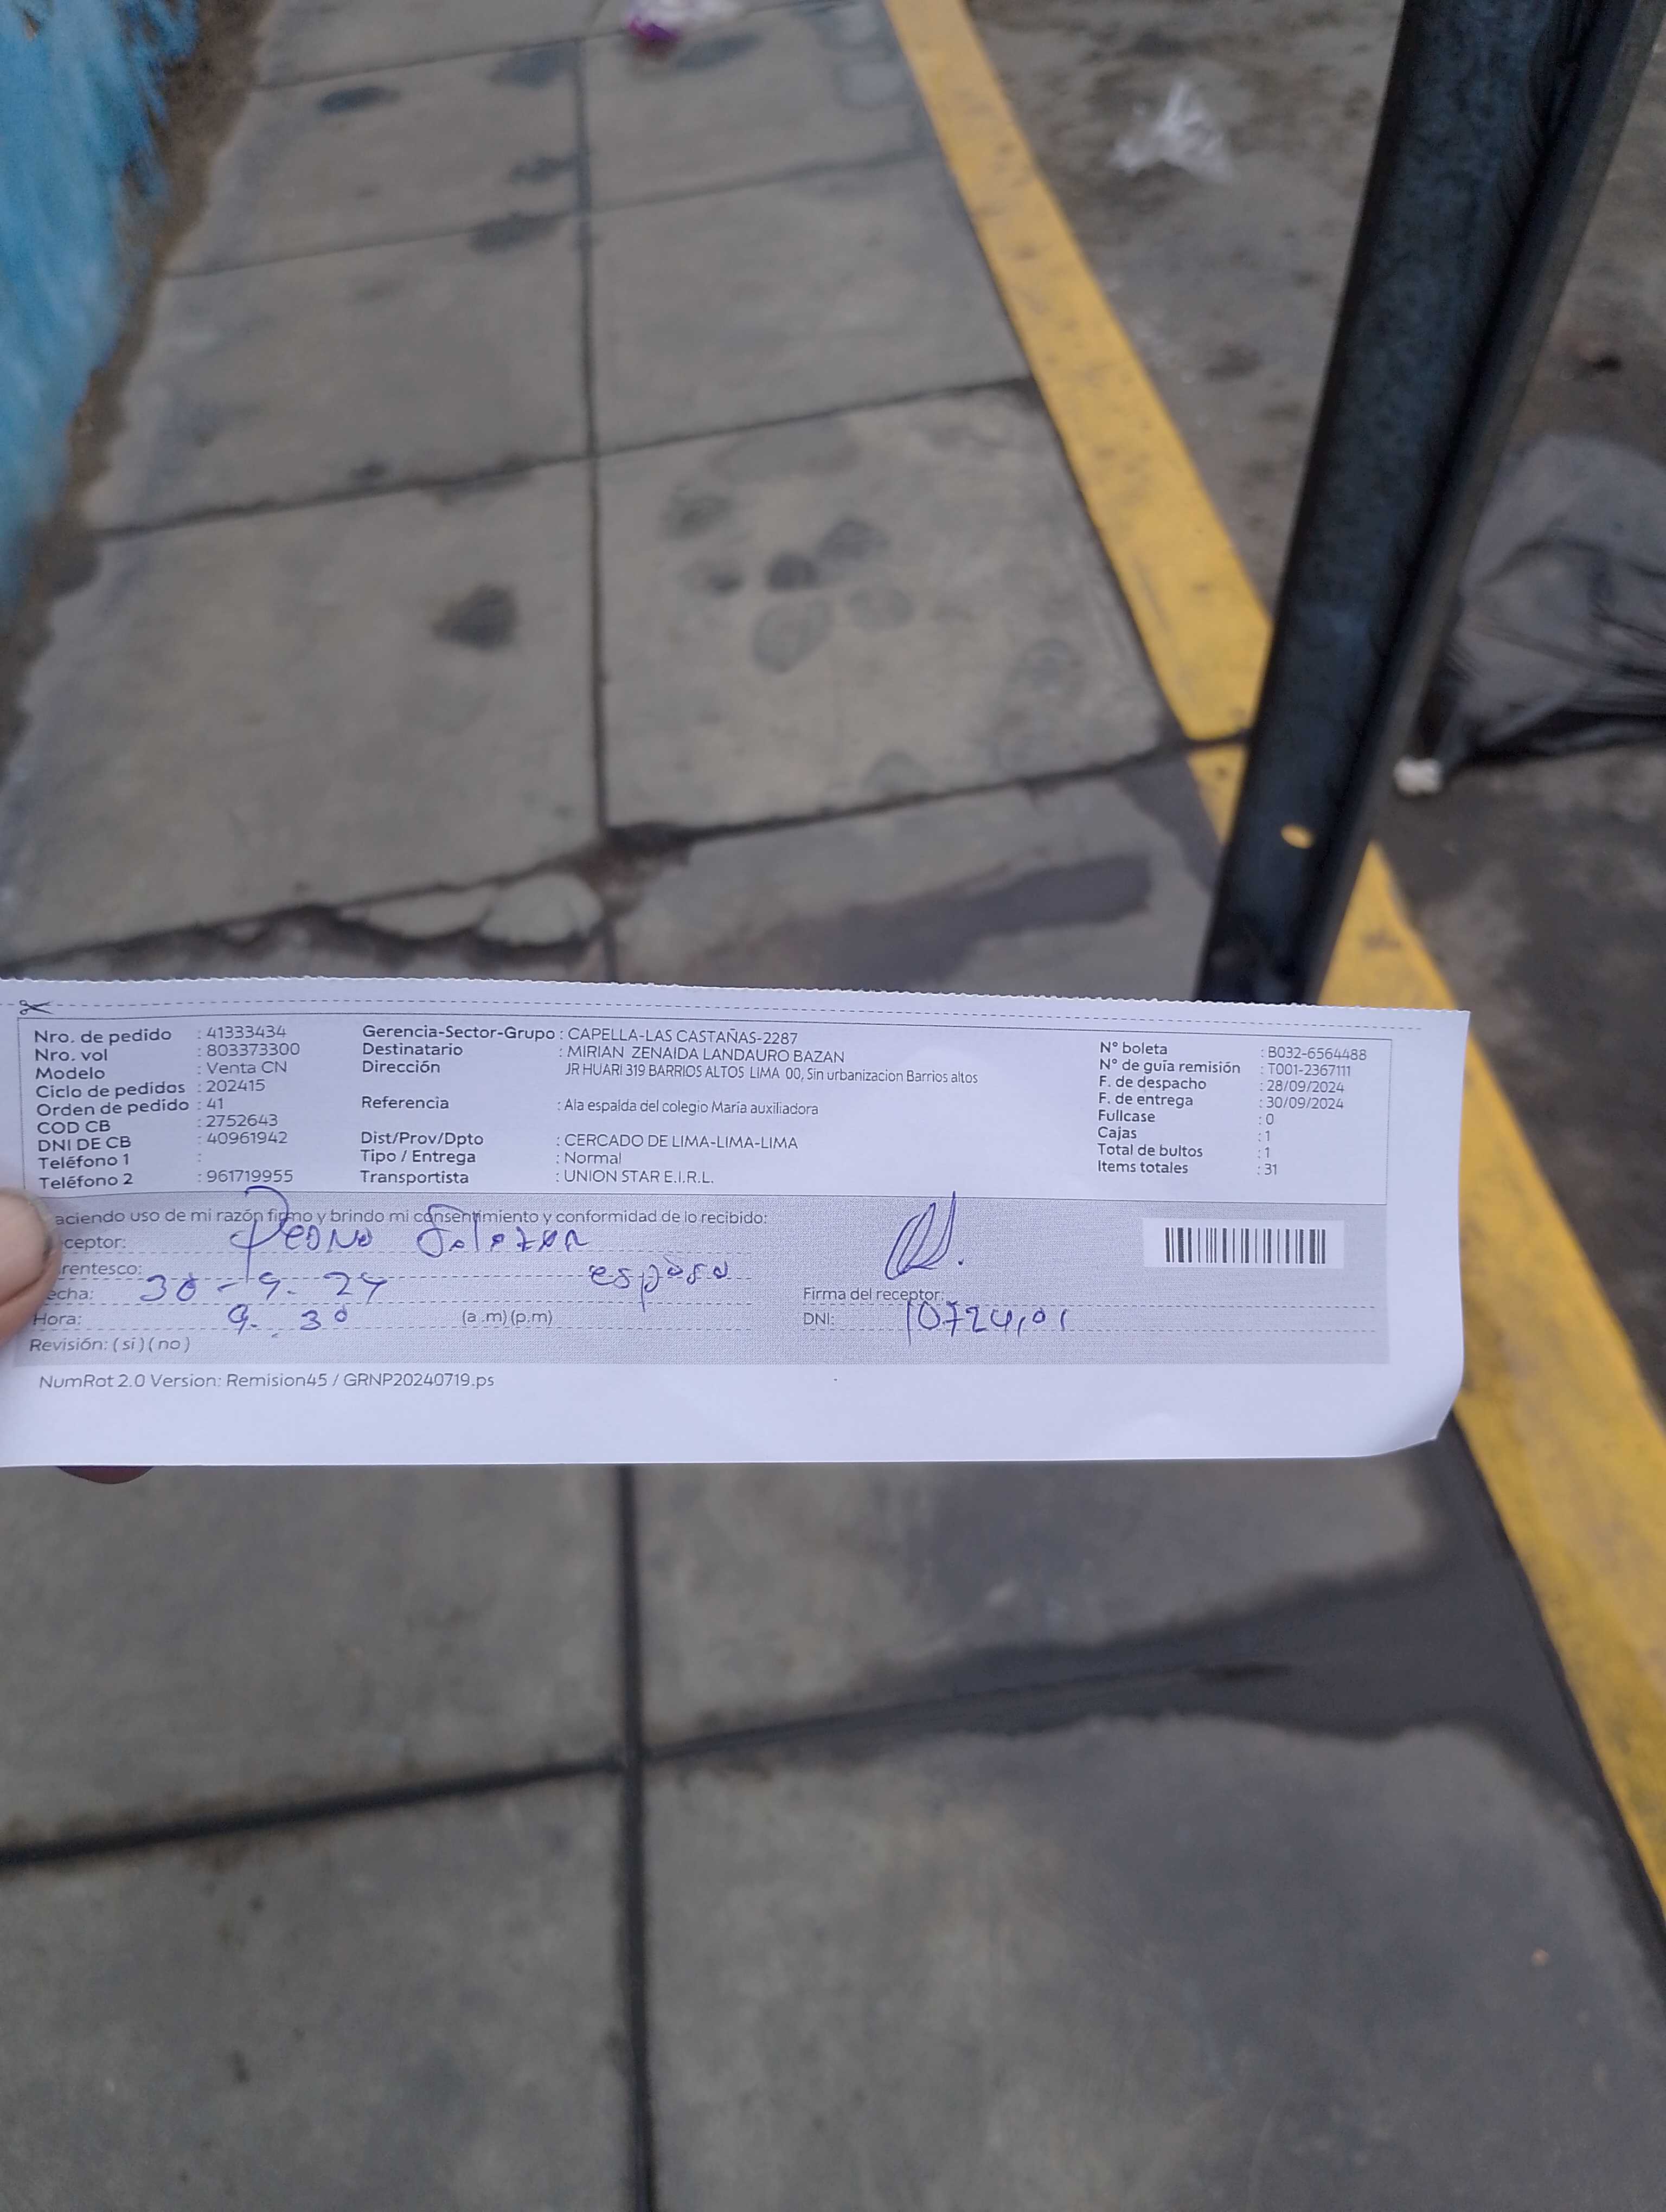 Nro. de pedido : 41333434
Nro. vol : 803373300
Modelo : Venta CN
Ciclo de pedidos : 202415
Orden de pedido : 41
COD CB : 2752643
DNI DE CB : 40961942
Teléfono 1 :
Teléfono 2 : 961719955
Gerencia-Sector-Grupo : CAPELLA-LAS CASTAÑAS-2287
Destinatario : MIRIAN ZENAIDA LANDAURO BAZAN
Dirección JR HUARI 319 BARRIOS ALTOS LIMA 00, Sin urbanizacion Barrios altos
Referencia : Ala espalda del colegio María auxiliadora
Dist/Prov/Dpto : CERCADO DE LIMA-LIMA-LIMA
Tipo / Entrega : Normal
Transportista : UNION STAR E.I.R.L.
N° boleta : B032-6564488
N° de guía remisión : T001-2367111
F. de despacho : 28/09/2024
F. de entrega : 30/09/2024
Fullcase : 0
Cajas : 1
Total de bultos : 1
Items totales : 31
aciendo uso de mi razón firmo y brindo mi consentimiento y conformidad de lo recibido:
ceptor: Pedro
rentesco: esposo
echa: 30-9-24
Hora: 9.30 (a.m)(p.m)
Revisión: (si)(no)
Firma del receptor:
DNI:
NumRot 2.0 Version: Remision45 / GRNP20240719.ps